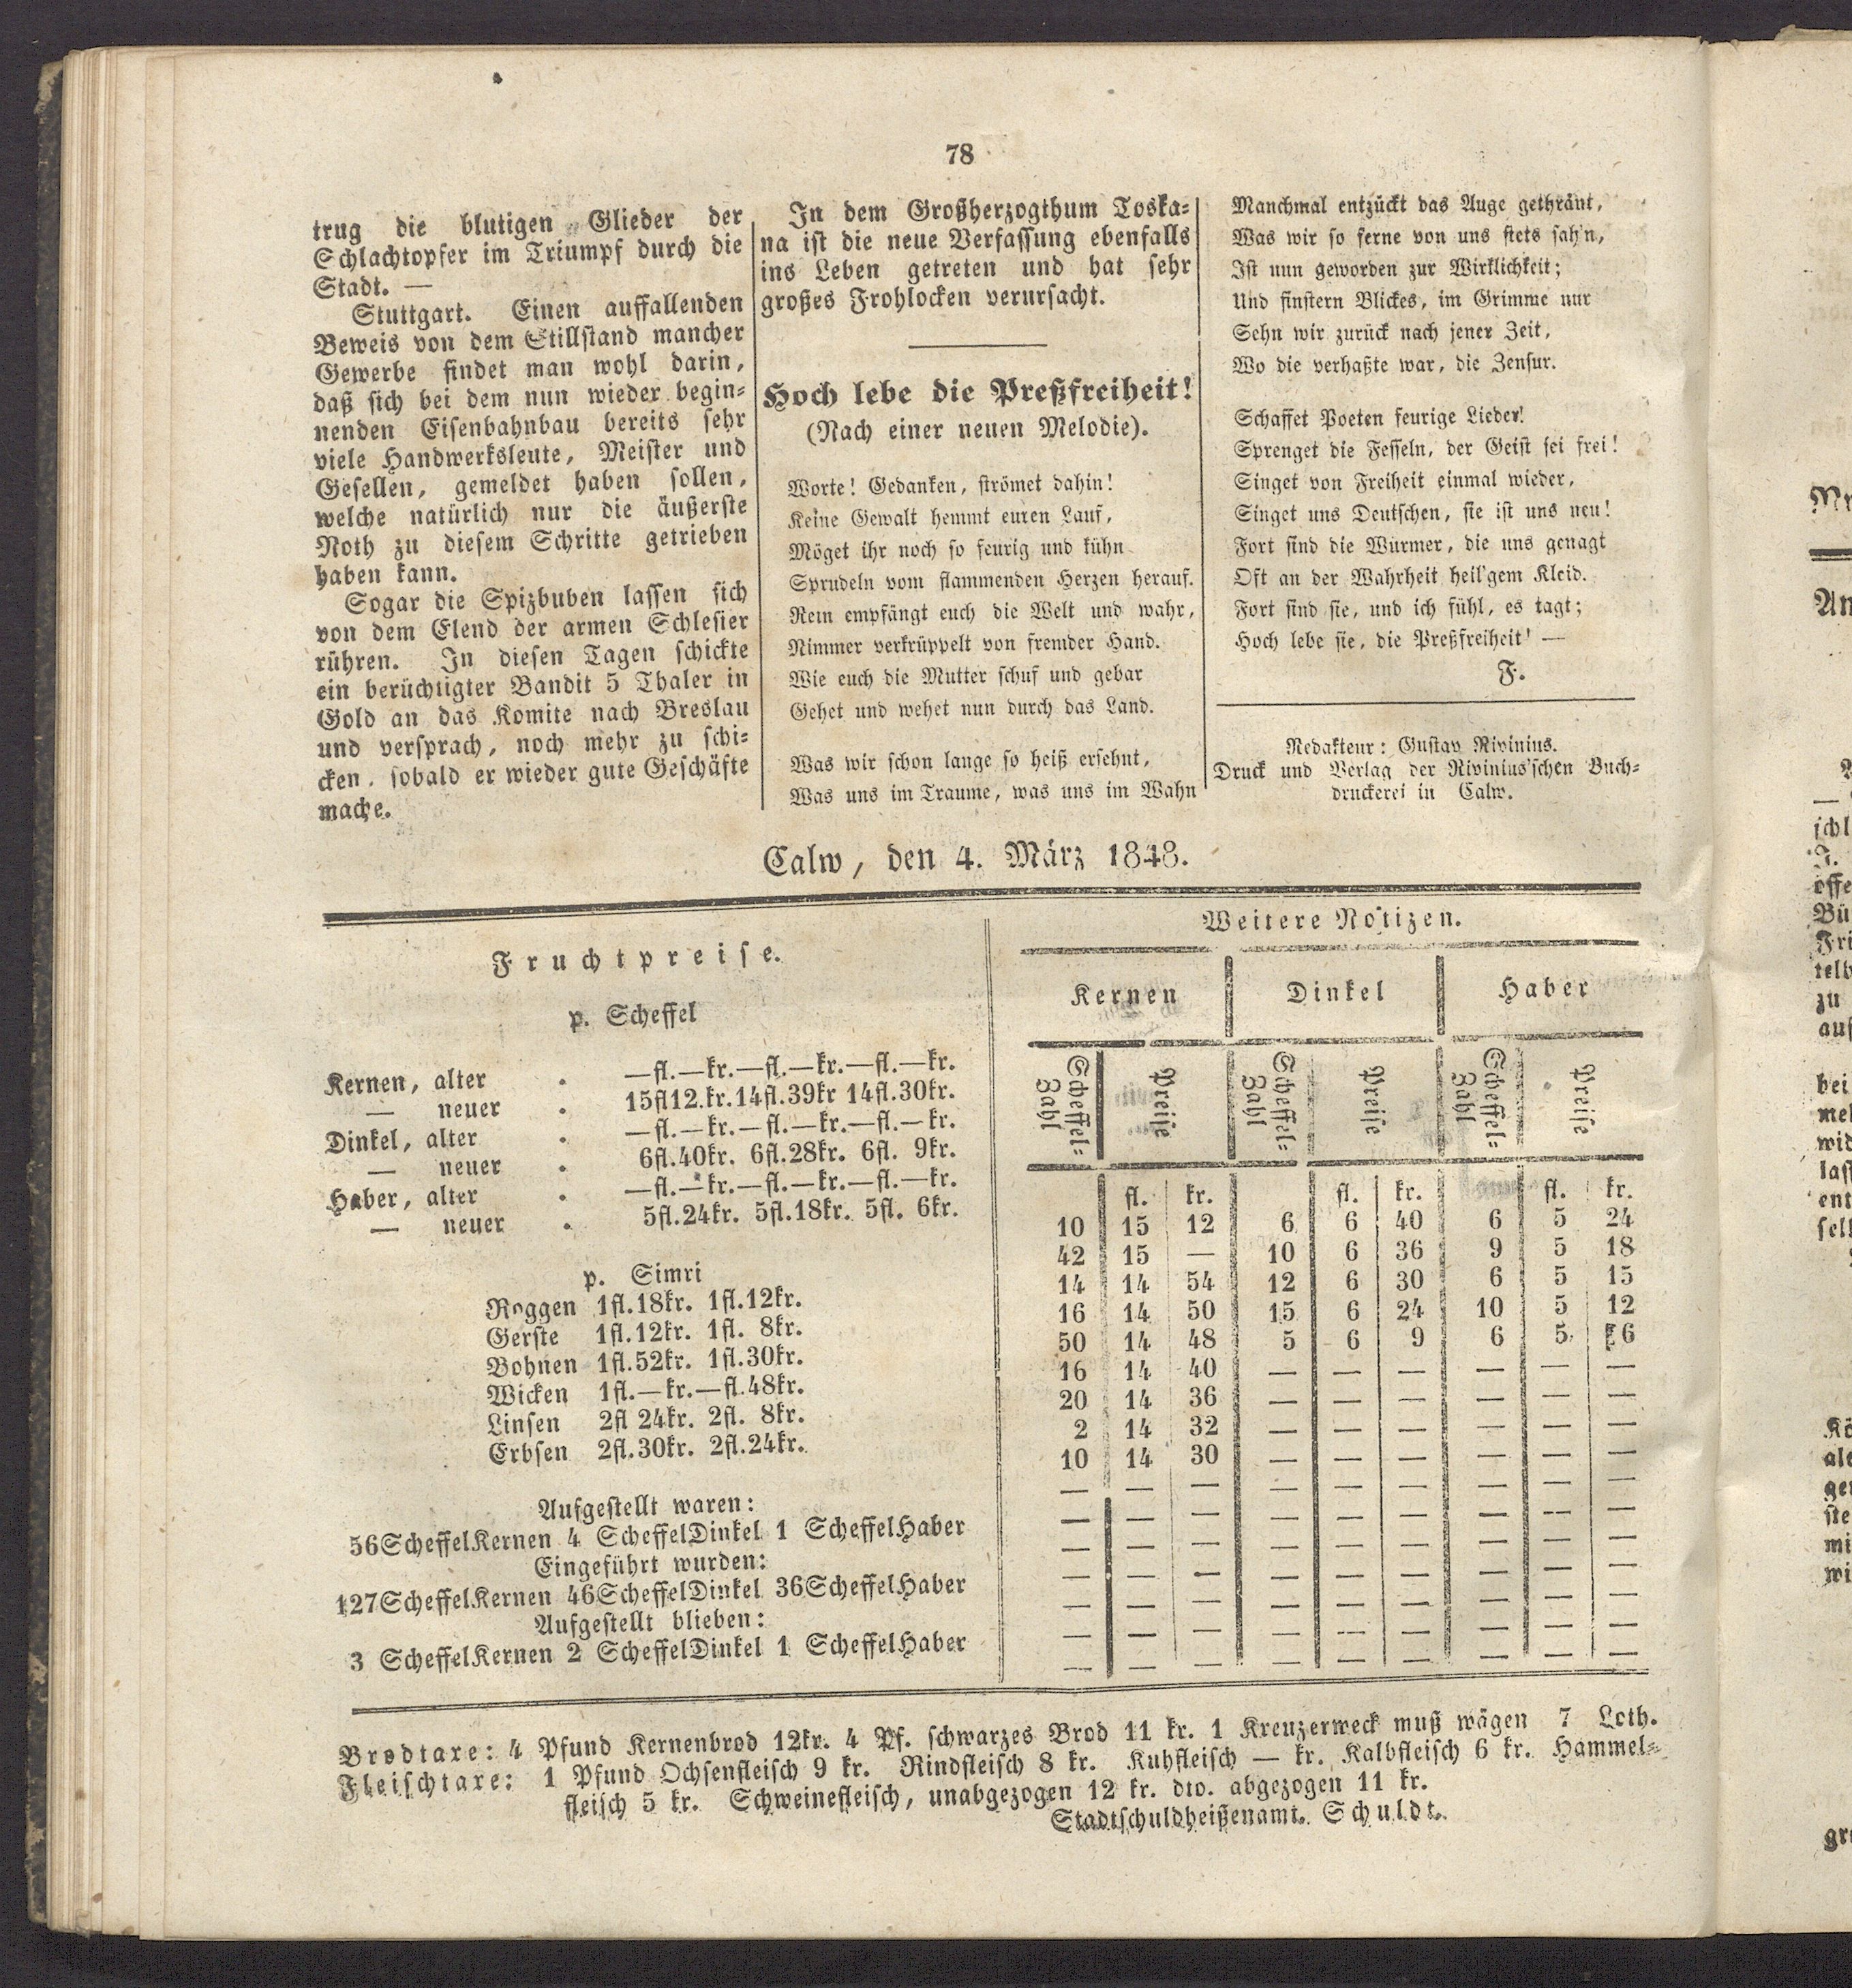 78
trug die blutigen Glieder der
Schlachtopfer im Triumpf durch die
Stadt. —
Stuttgart. Einen auffallenden
Beweis von dem Stillstand mancher
Gewerbe findet man wohl darin,
daß sich bei dem nun wieder begin-
nenden Eisenbahnbau bereits sehr
viele Handwerksleute, Meister und
Gesellen, gemeldet haben sollen,
welche natürlich nur die äußerste
Noth zu diesem Schritte getrieben
haben kann.
Sogar die Spizbuben lassen sich
von dem Elend der armen Schlesier
rühren. In diesen Tagen schickte
ein berüchtigter Bandit 5 Thaler in
Gold an das Komite nach Breslau
und versprach, noch mehr zu schi-
cken, sobald er wieder gute Geschäfte
mache.
In dem Großherzogthum Toska-
na ist die neue Verfassung ebenfalls
ins Leben getreten und hat sehr
großes Frohlocken verursacht.
Hoch lebe die Preßfreiheit!
(Nach einer neuen Melodie).
Worte! Gedanken, strömet dahin!
Keine Gewalt hemmt euren Lauf,
Möget ihr noch so feurig und kühn
Sprudeln vom flammenden Herzen herauf.
Rein empfängt euch die Welt und wahr,
Nimmer verkrüppelt von fremder Hand.
Wie euch die Mutter schuf und gebar
Gehet und wehet nun durch das Land.
Was wir schon lange so heiß ersehnt,
Was uns im Traume, was uns im Wahn
Manchmal entzückt das Auge gethränt,
Was wir so ferne von uns stets sah'n,
Ist nun geworden zur Wirklichkeit;
Und finstern Blickes, im Grimme nur
Sehn wir zurück nach jener Zeit,
Wo die verhaßte war, die Zensur.
Schaffet Poeten feurige Lieder!
Sprenget die Fesseln, der Geist sei frei!
Singet von Freiheit einmal wieder,
Singet uns Deutschen, sie ist uns neu!
Fort sind die Würmer, die uns genagt
Oft an der Wahrheit heil'gem Kleid.
Fort sind sie, und ich fühl, es tagt;
Hoch lebe sie, die Preßfreiheit! —
F.
Redakteur: Gustav Rivinius.
Druck und Verlag der Rivinius'schen Buch-
druckerei in Calw.
Calw, den 4. März 1848.
Fruchtpreise.
p. Scheffel
Kernen, alter . —fl.—kr.—fl.—kr.—fl.—kr.
— neuer . 15fl12.kr.14fl.39kr 14fl.30kr.
Dinkel, alter . —fl.—kr.—fl.—kr.—fl.—kr.
— neuer . 6fl.40kr. 6fl.28kr. 6fl. 9kr.
Haber, alter . —fl.—kr.—fl.—kr.—fl.—kr.
— neuer . 5fl.24kr. 5fl.18kr. 5fl. 6kr.
p. Simri
Roggen 1fl.18kr. 1fl.12kr.
Gerste 1fl.12kr. 1fl. 8kr.
Bohnen 1fl.52kr. 1fl.30kr.
Wicken 1fl.—kr.—fl.48kr.
Linsen 2fl 24kr. 2fl. 8kr.
Erbsen 2fl.30kr. 2fl.24kr.
Aufgestellt waren:
56ScheffelKernen 4 ScheffelDinkel 1 ScheffelHaber
Eingeführt wurden:
127ScheffelKernen 46ScheffelDinkel 36ScheffelHaber
Aufgestellt blieben:
3 ScheffelKernen 2 ScheffelDinkel 1 ScheffelHaber
Weitere Notizen.
Kernen Dinkel Haber
Scheffel-Zahl Preise Scheffel-Zahl Preise Scheffel-Zahl Preise
fl. kr. fl. kr. fl. kr.
10 15 12 6 6 40 6 5 24
42 15 — 10 6 36 9 5 18
14 14 54 12 6 30 6 5 15
16 14 50 15 6 24 10 5 12
50 14 48 5 6 9 6 5 6
16 14 40 — — — — — —
20 14 36 — — — — — —
2 14 32 — — — — — —
10 14 30 — — — — — —
— — — — — — — — —
— — — — — — — — —
— — — — — — — — —
— — — — — — — — —
— — — — — — — — —
— — — — — — — — —
— — — — — — — — —
Brodtaxe: 4 Pfund Kernenbrod 12kr. 4 Pf. schwarzes Brod 11 kr. 1 Kreuzerweck muß wägen 7 Loth.
Fleischtaxe: 1 Pfund Ochsenfleisch 9 kr. Rindfleisch 8 kr. Kuhfleisch — kr. Kalbfleisch 6 kr. Hammel-
fleisch 5 kr. Schweinefleisch, unabgezogen 12 kr. dto. abgezogen 11 kr.
Stadtschuldheißenamt. Schuldt.